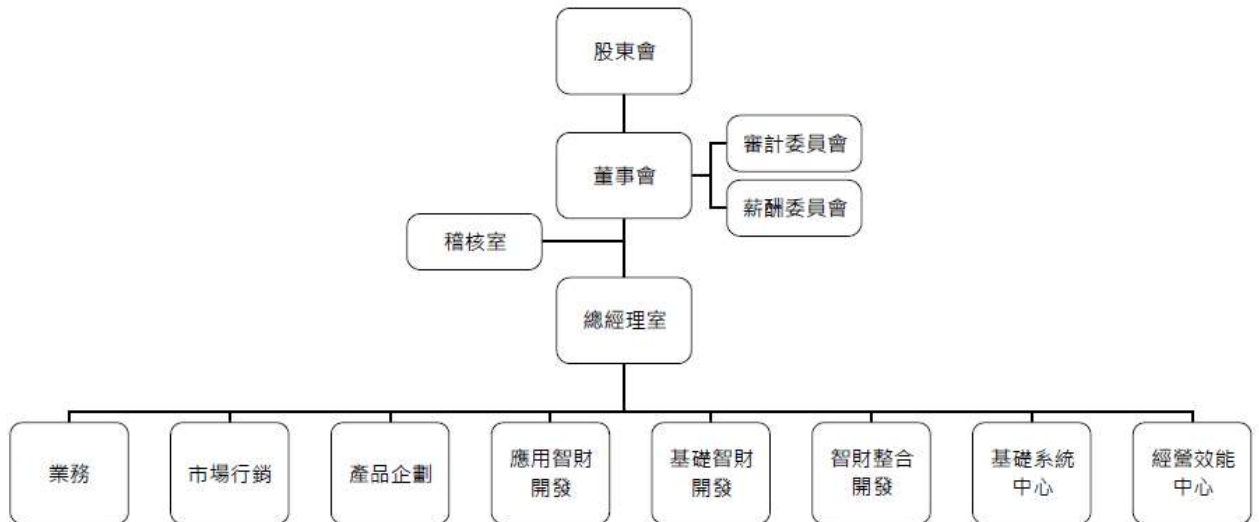 股東會
董事會
審計委員會
薪酬委員會
稽核室
總經理室
業務
市場行銷
產品企劃
應用智財
開發
基礎智財
開發
智財整合
開發
基礎系統
中心
經營效能
中心